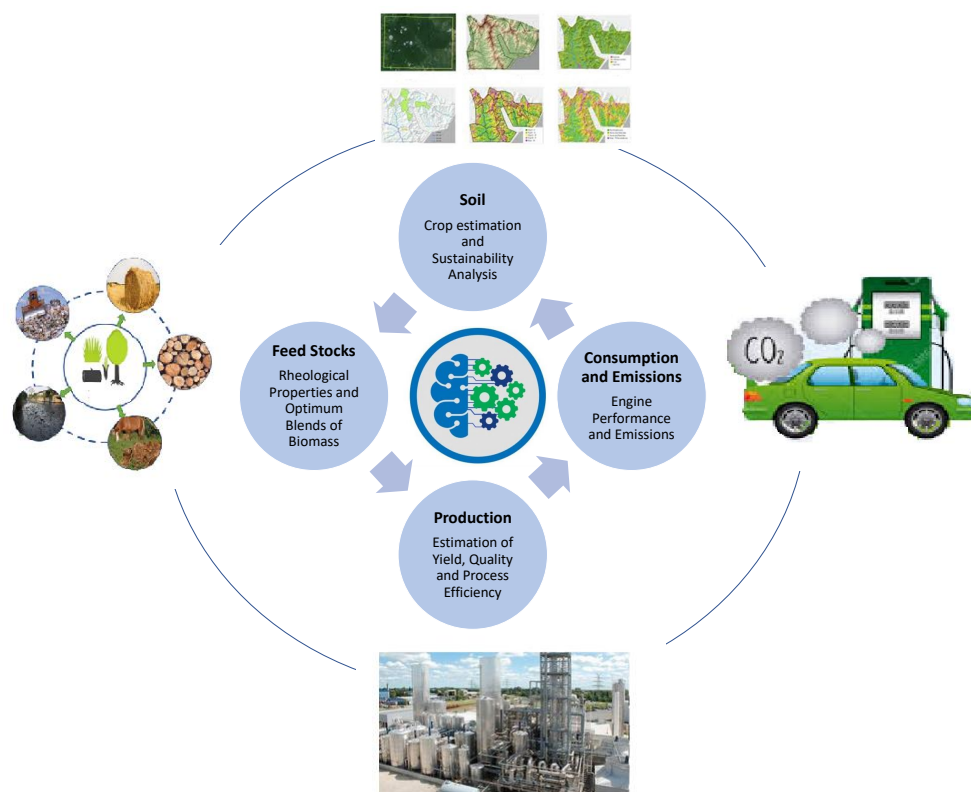 Soil
Crop estimation
and
Sustainability
Analysis
Feed Stocks
Rheological
Properties and
Optimum
Blends of
Biomass
Consumption
and Emissions
Engine
Performance
and Emissions
CO₂
Production
Estimation of
Yield, Quality
and Process
Efficiency